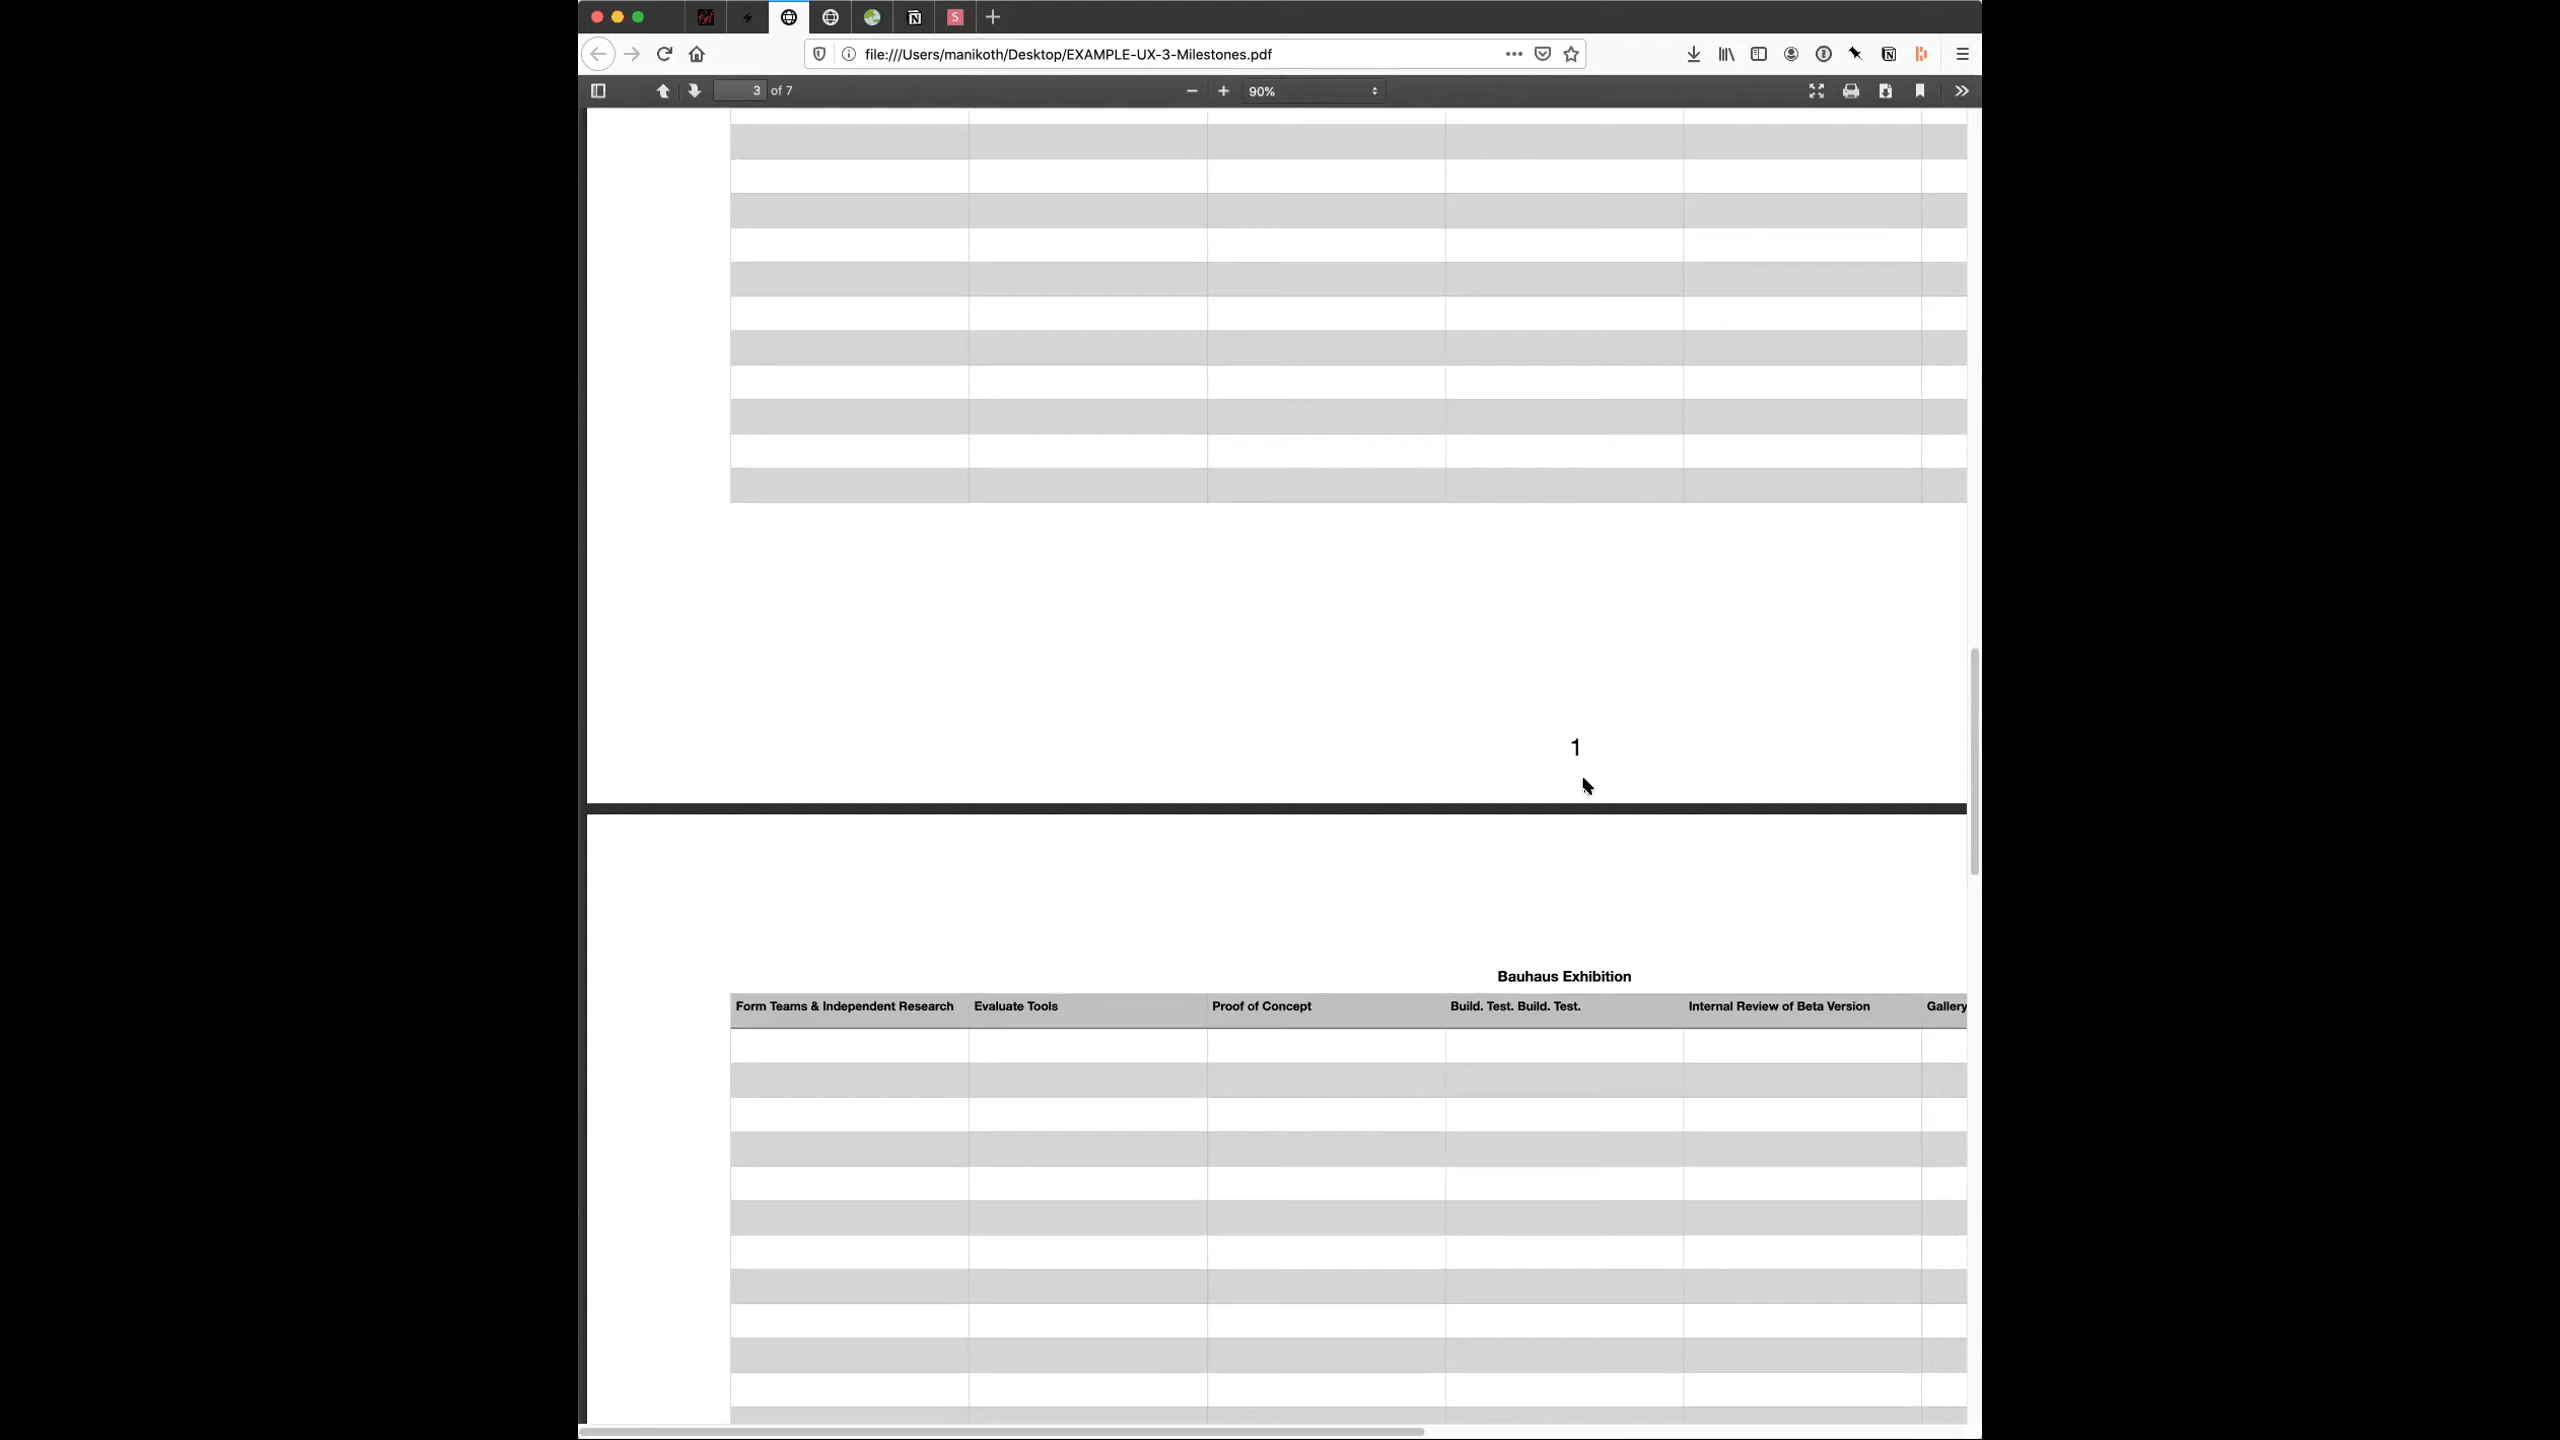 S
file:///Users/manikoth/Desktop/EXAMPLE-UX-3-Milestones.pdf
3 of 7
90%
1
Bauhaus Exhibition
Form Teams & Independent Research Evaluate Tools Proof of Concept Build. Test. Build. Test. Internal Review of Beta Version Gallery